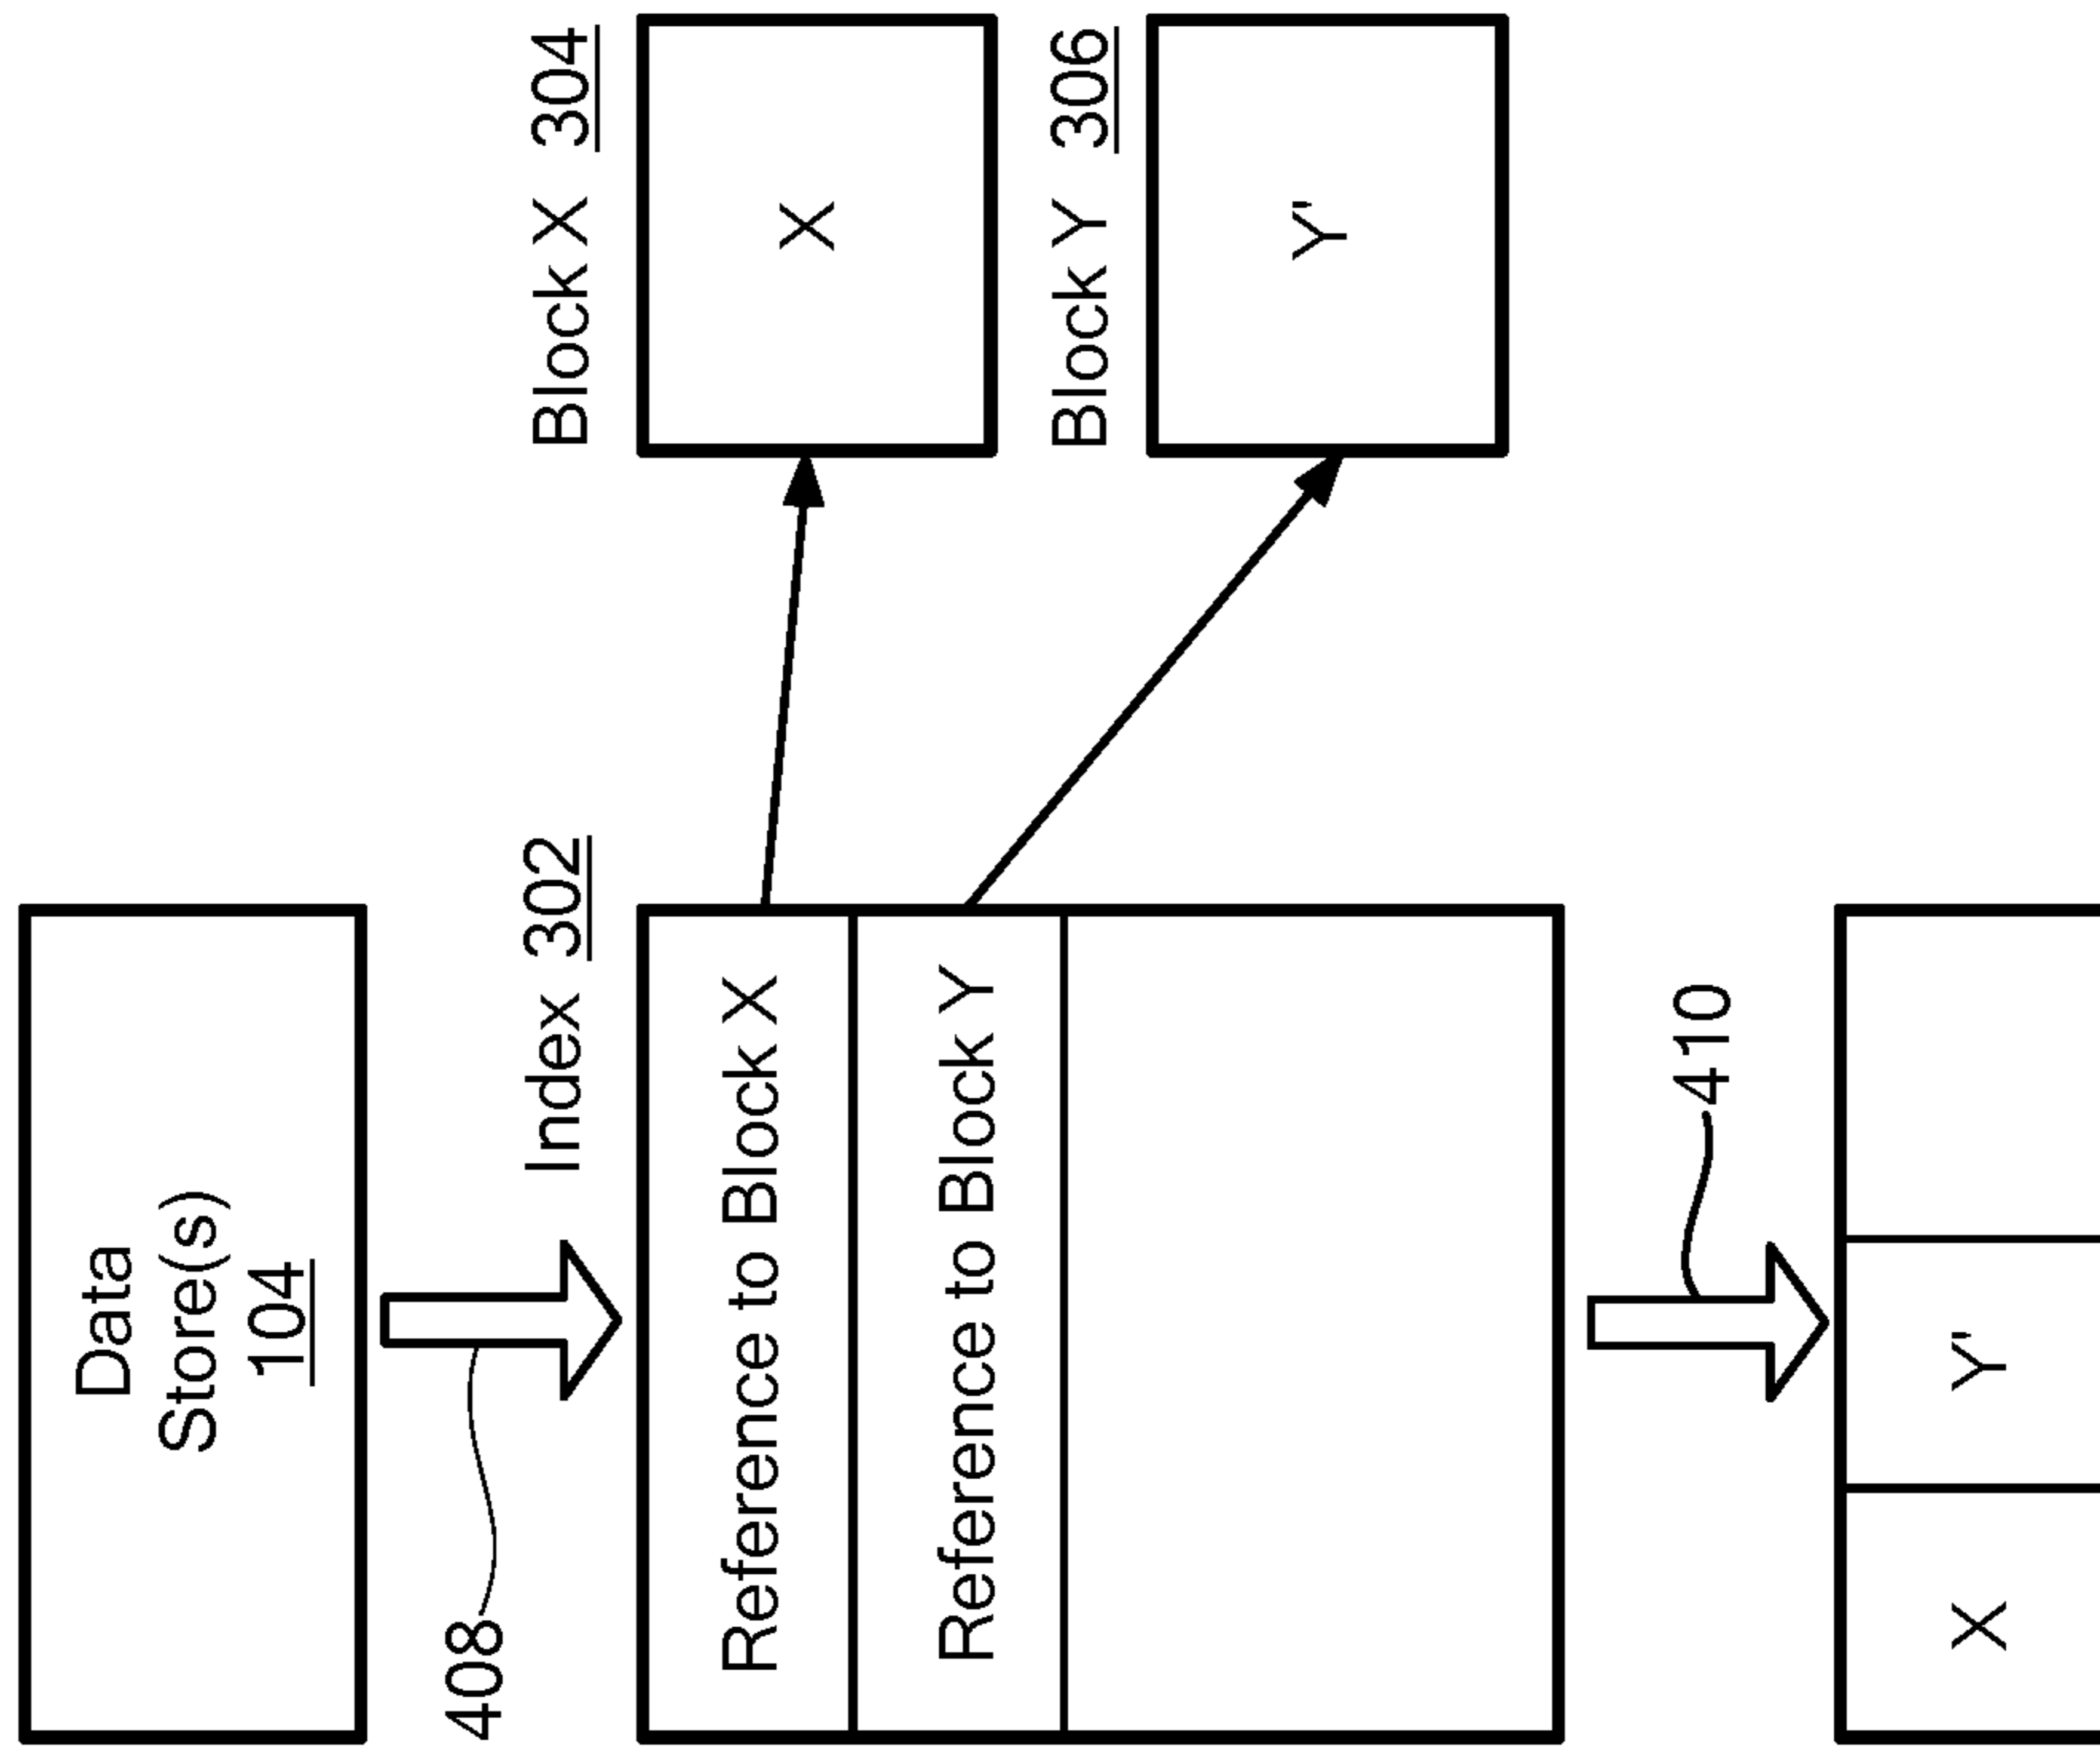 Data
Store(s)
104
408
Index 302
Block X 304
Reference to Block X
X
Reference to Block Y
Block Y 306
Y'
410
X
Y'